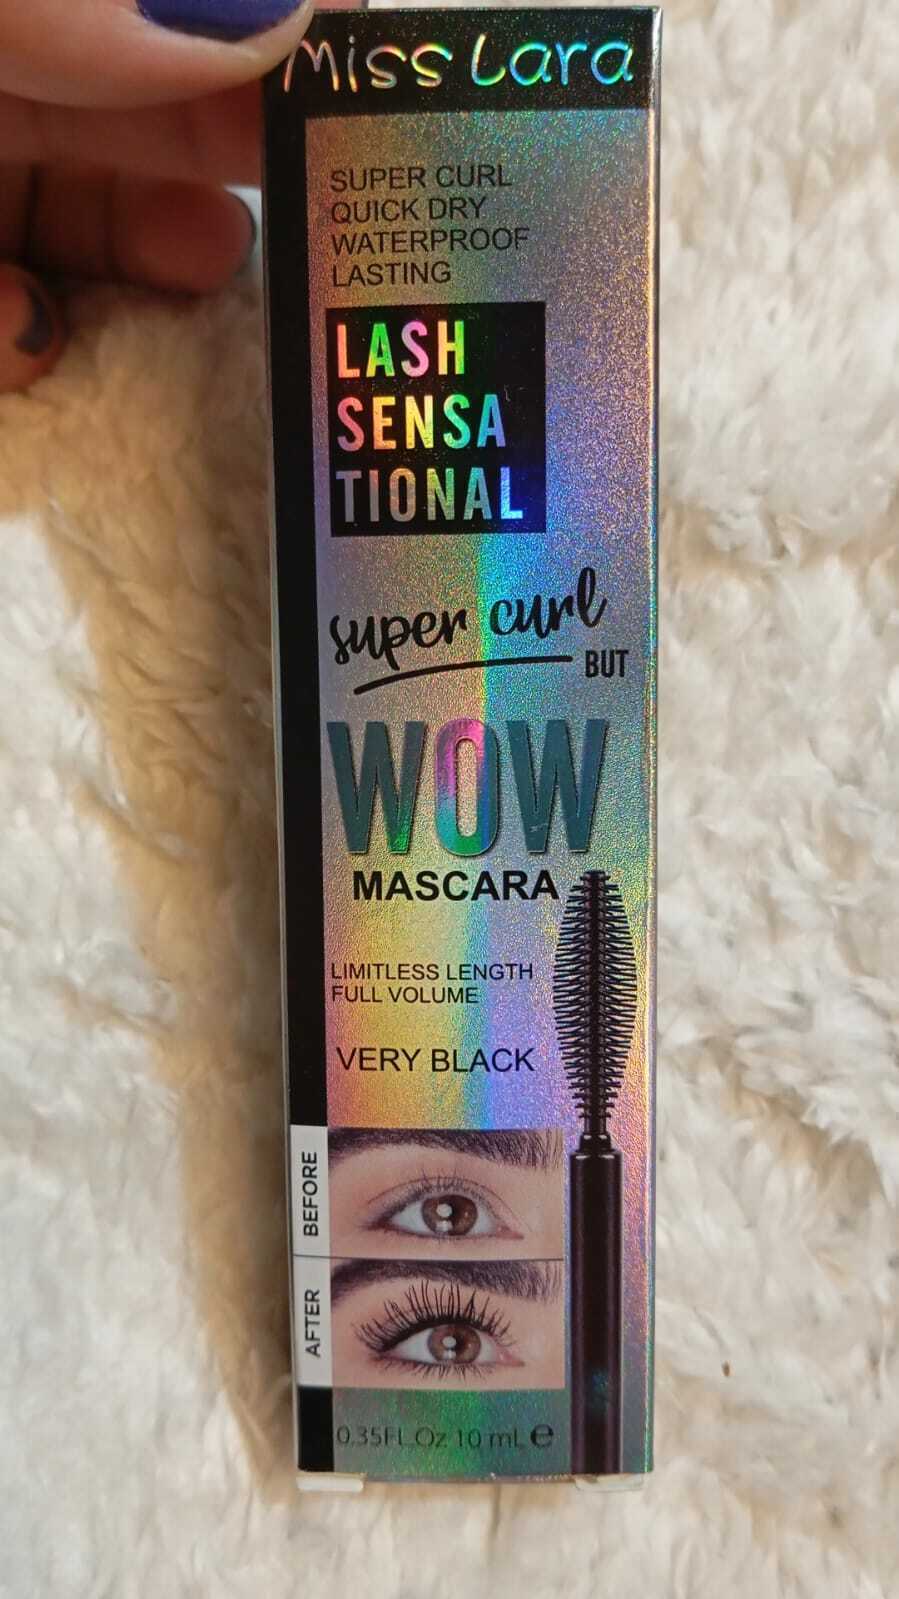 Miss Lara
SUPER CURL
QUICK DRY
WATERPROOF
LASTING
LASH
SENSA
TIONAL
super curl
BUT
WOW
MASCARA
LIMITLESS LENGTH
FULL VOLUME
VERY BLACK
BEFORE
AFTER
0.35FL.Oz 10 mL ℮